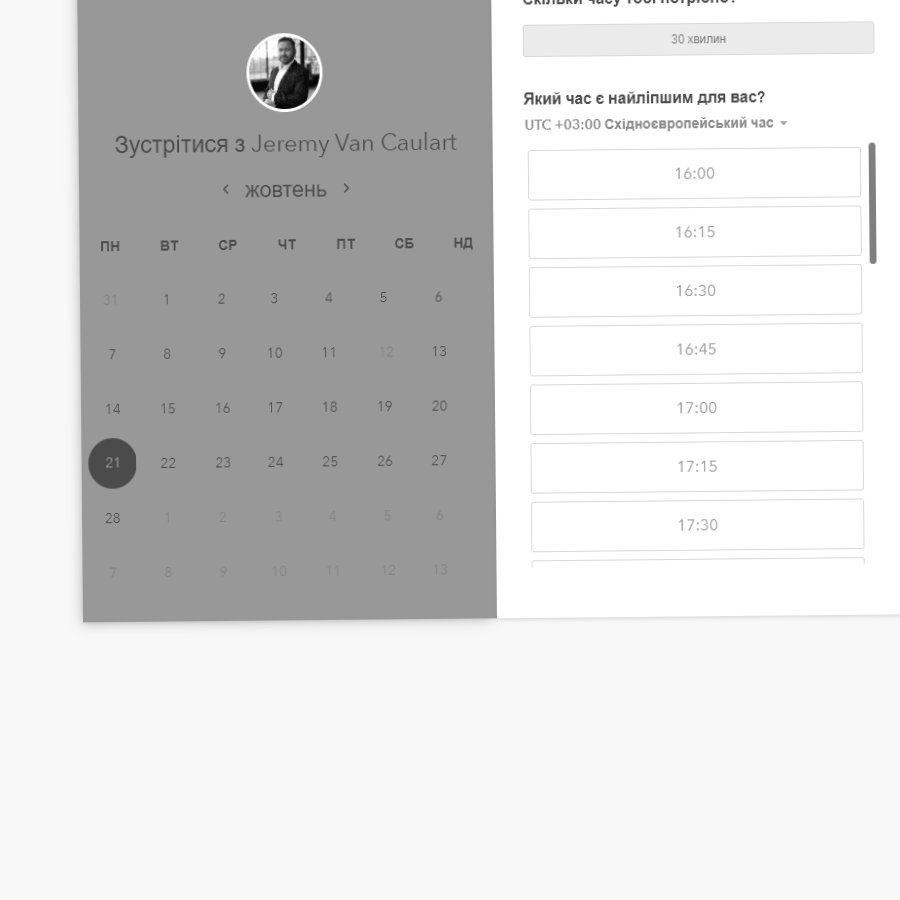 Зустрітися з Jeremy Van Caulart
жовтень
ПН ВТ СР ЧТ ПТ СБ НД
31 1 2 3 4 5 6
7 8 9 10 11 12 13
14 15 16 17 18 19 20
21 22 23 24 25 26 27
28 1 2 3 4 5 6
7 8 9 10 11 12 13
Скільки часу тобі потрібно?
30 хвилин
Який час є найліпшим для вас?
UTC +03:00 Східноєвропейський час
16:00
16:15
16:30
16:45
17:00
17:15
17:30